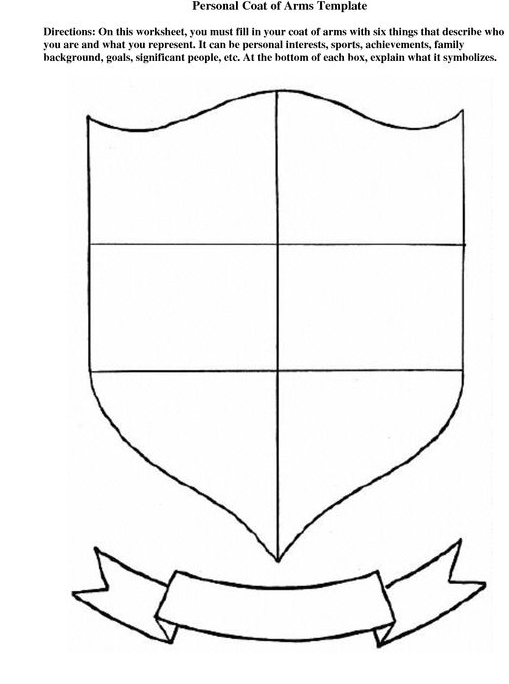 Personal Coat of Arms Template
Directions: On this worksheet, you must fill in your coat of arms with six things that describe who
you are and what you represent. It can be personal interests, sports, achievements, family
background, goals, significant people, etc. At the bottom of each box, explain what it symbolizes.